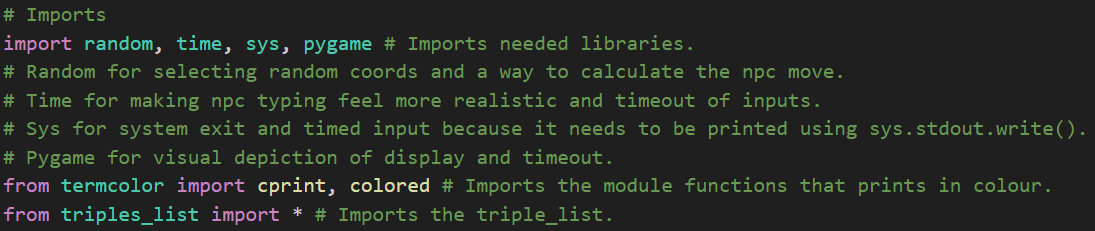 # Imports
import random, time, sys, pygame # Imports needed libraries.
# Random for selecting random coords and a way to calculate the npc move.
# Time for making npc typing feel more realistic and timeout of inputs.
# Sys for system exit and timed input because it needs to be printed using sys.stdout.write().
# Pygame for visual depiction of display and timeout.
from termcolor import cprint, colored # Imports the module functions that prints in colour.
from triples_list import * # Imports the triple_list.